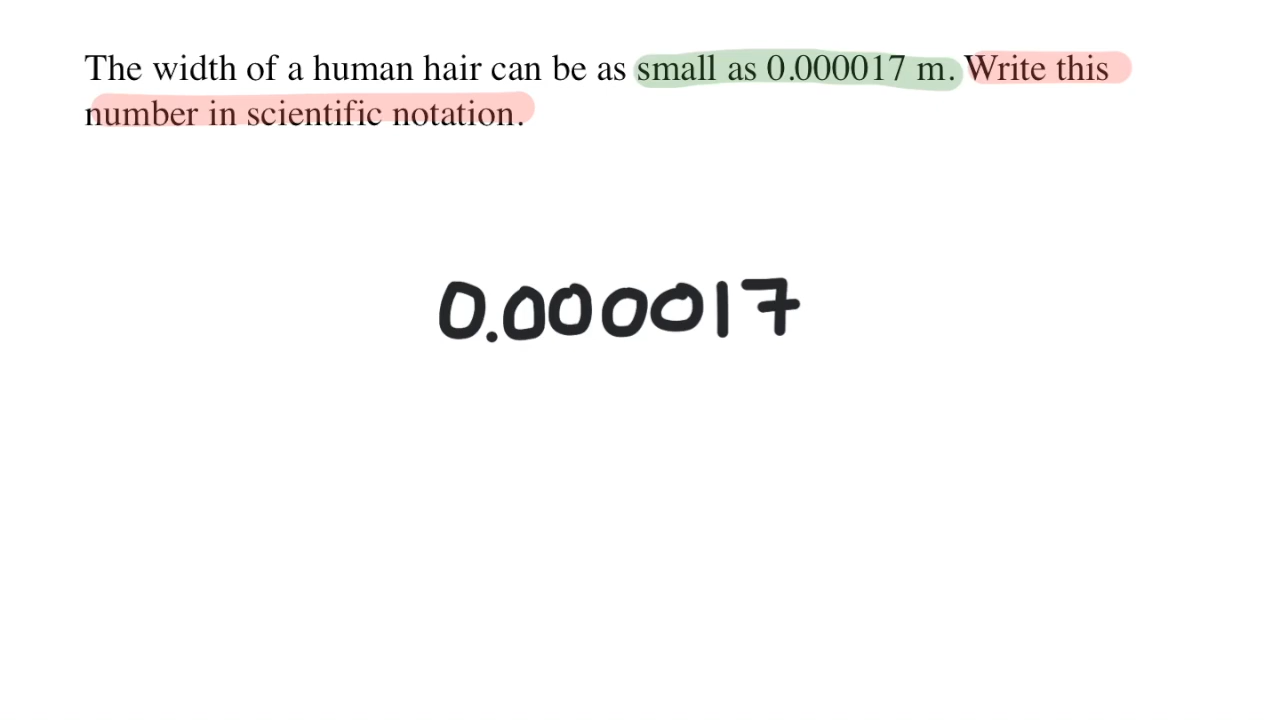 The width of a human hair can be as small as 0.000017 m. Write this
number in scientific notation.
0.000017